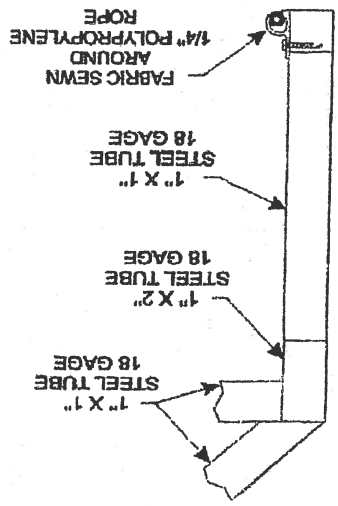 1" X 1"
STEEL TUBE
18 GAGE
1" X 2"
STEEL TUBE
18 GAGE
1" X 1"
STEEL TUBE
18 GAGE
FABRIC SEWN
AROUND
1/4" POLYPROPYLENE
ROPE